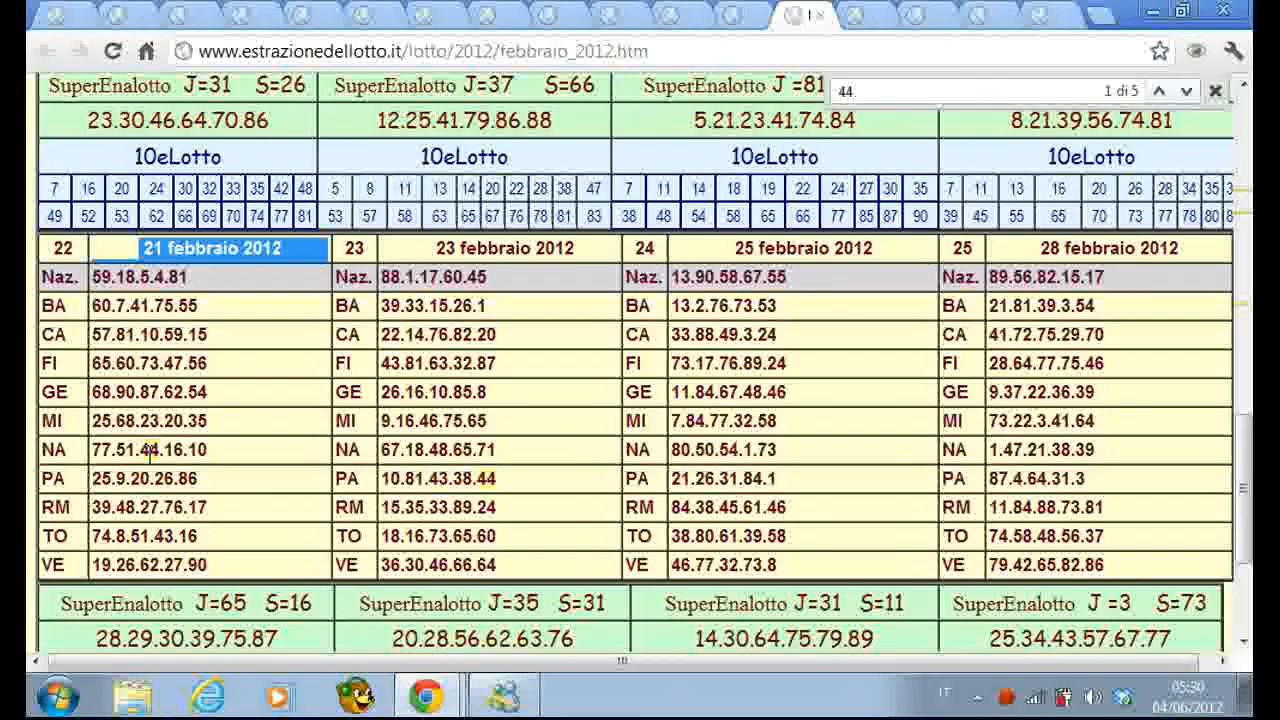 www.estrazionedellotto.it/lotto/2012/febbraio_2012.htm
44 1 di 5
SuperEnalotto J=31 S=26 SuperEnalotto J=37 S=66 SuperEnalotto J =81
23.30.46.64.70.86 12.25.41.79.86.88 5.21.23.41.74.84 8.21.39.56.74.81
10eLotto 10eLotto 10eLotto 10eLotto
7 16 20 24 30 32 33 35 42 48 5 8 11 13 14 20 22 28 38 47 7 11 14 18 19 22 24 27 30 35 7 11 13 16 20 26 28 34 35
49 52 53 62 66 69 70 74 77 81 53 57 58 63 65 67 76 78 81 83 38 48 54 58 65 66 77 85 87 90 39 45 55 65 70 73 77 78 80
22 21 febbraio 2012 23 23 febbraio 2012 24 25 febbraio 2012 25 28 febbraio 2012
Naz. 59.18.5.4.81 Naz. 88.1.17.60.45 Naz. 13.90.58.67.55 Naz. 89.56.82.15.17
BA 60.7.41.75.55 BA 39.33.15.26.1 BA 13.2.76.73.53 BA 21.81.39.3.54
CA 57.81.10.59.15 CA 22.14.76.82.20 CA 33.88.49.3.24 CA 41.72.75.29.70
FI 65.60.73.47.56 FI 43.81.63.32.87 FI 73.17.76.89.24 FI 28.64.77.75.46
GE 68.90.87.62.54 GE 26.16.10.85.8 GE 11.84.67.48.46 GE 9.37.22.36.39
MI 25.68.23.20.35 MI 9.16.46.75.65 MI 7.84.77.32.58 MI 73.22.3.41.64
NA 77.51.44.16.10 NA 67.18.48.65.71 NA 80.50.54.1.73 NA 1.47.21.38.39
PA 25.9.20.26.86 PA 10.81.43.38.44 PA 21.26.31.84.1 PA 87.4.64.31.3
RM 39.48.27.76.17 RM 15.35.33.89.24 RM 84.38.45.61.46 RM 11.84.88.73.81
TO 74.8.51.43.16 TO 18.16.73.65.60 TO 38.80.61.39.58 TO 74.58.48.56.37
VE 19.26.62.27.90 VE 36.30.46.66.64 VE 46.77.32.73.8 VE 79.42.65.82.86
SuperEnalotto J=65 S=16 SuperEnalotto J=35 S=31 SuperEnalotto J=31 S=11 SuperEnalotto J =3 S=73
28.29.30.39.75.87 20.28.56.62.63.76 14.30.64.75.79.89 25.34.43.57.67.77
IT 05:30
04/06/2012